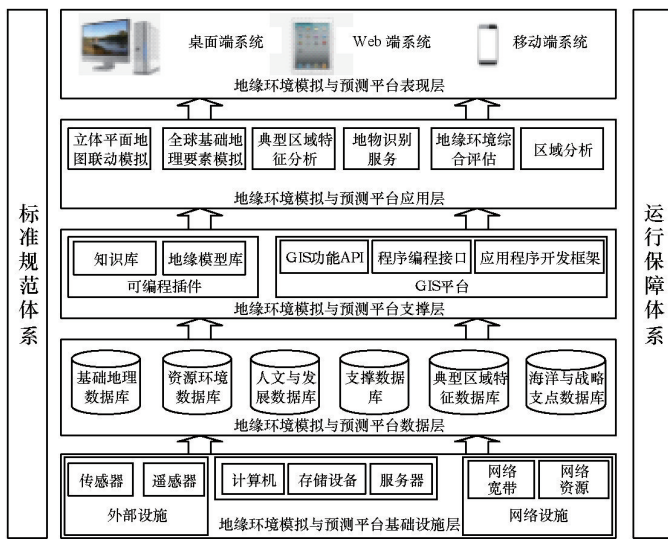 桌面端系统
Web 端系统
移动端系统
地缘环境模拟与预测平台表现层
立体平面地
图联动模拟
全球基础地
理要素模拟
典型区域特
征分析
地物识别
服务
地缘环境综
合评估
区域分析
地缘环境模拟与预测平台应用层
标准规范体系
运行保障体系
知识库
地缘模型库
可编程插件
GIS功能API
程序编程接口
应用程序开发框架
GIS平台
地缘环境模拟与预测平台支撑层
基础地理
数据库
资源环境
数据库
人文与发
展数据库
支撑数据
库
典型区域特
征数据库
海洋与战略
支点数据库
地缘环境模拟与预测平台数据层
传感器
遥感器
外部设施
计算机
存储设备
服务器
网络
宽带
网络
资源
网络设施
地缘环境模拟与预测平台基础设施层